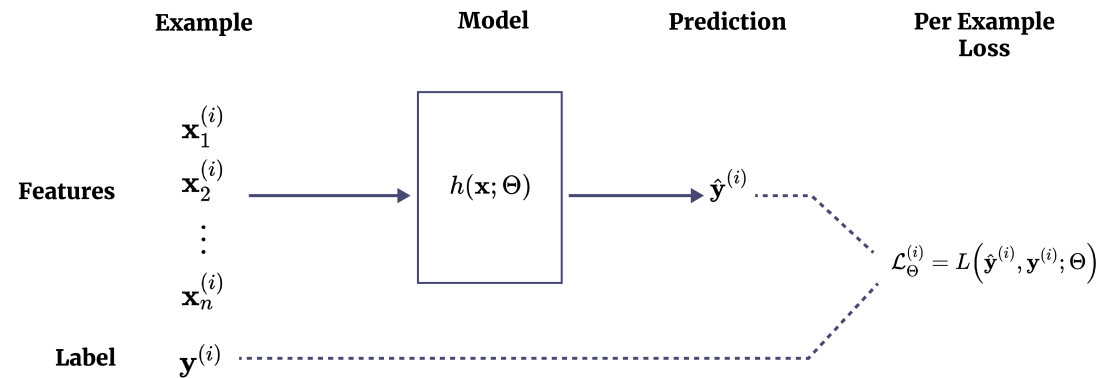 Example
Model
Prediction
Per Example
Loss
Features
𝐱₁⁽ⁱ⁾
𝐱₂⁽ⁱ⁾
⋮
𝐱ₙ⁽ⁱ⁾
h(𝐱; Θ)
𝐲̂⁽ⁱ⁾
ℒ_Θ⁽ⁱ⁾ = L(𝐲̂⁽ⁱ⁾, 𝐲⁽ⁱ⁾; Θ)
Label
𝐲⁽ⁱ⁾